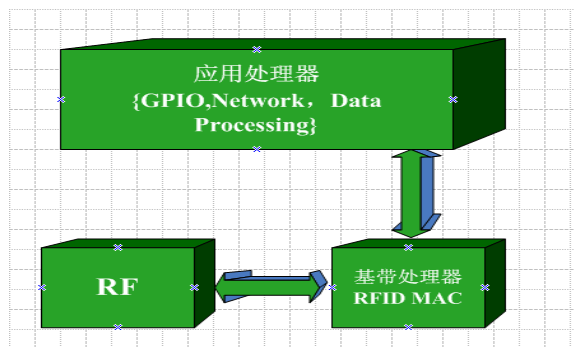 应用处理器
{GPIO,Network，Data
Processing}
RF
基带处理器
RFID MAC